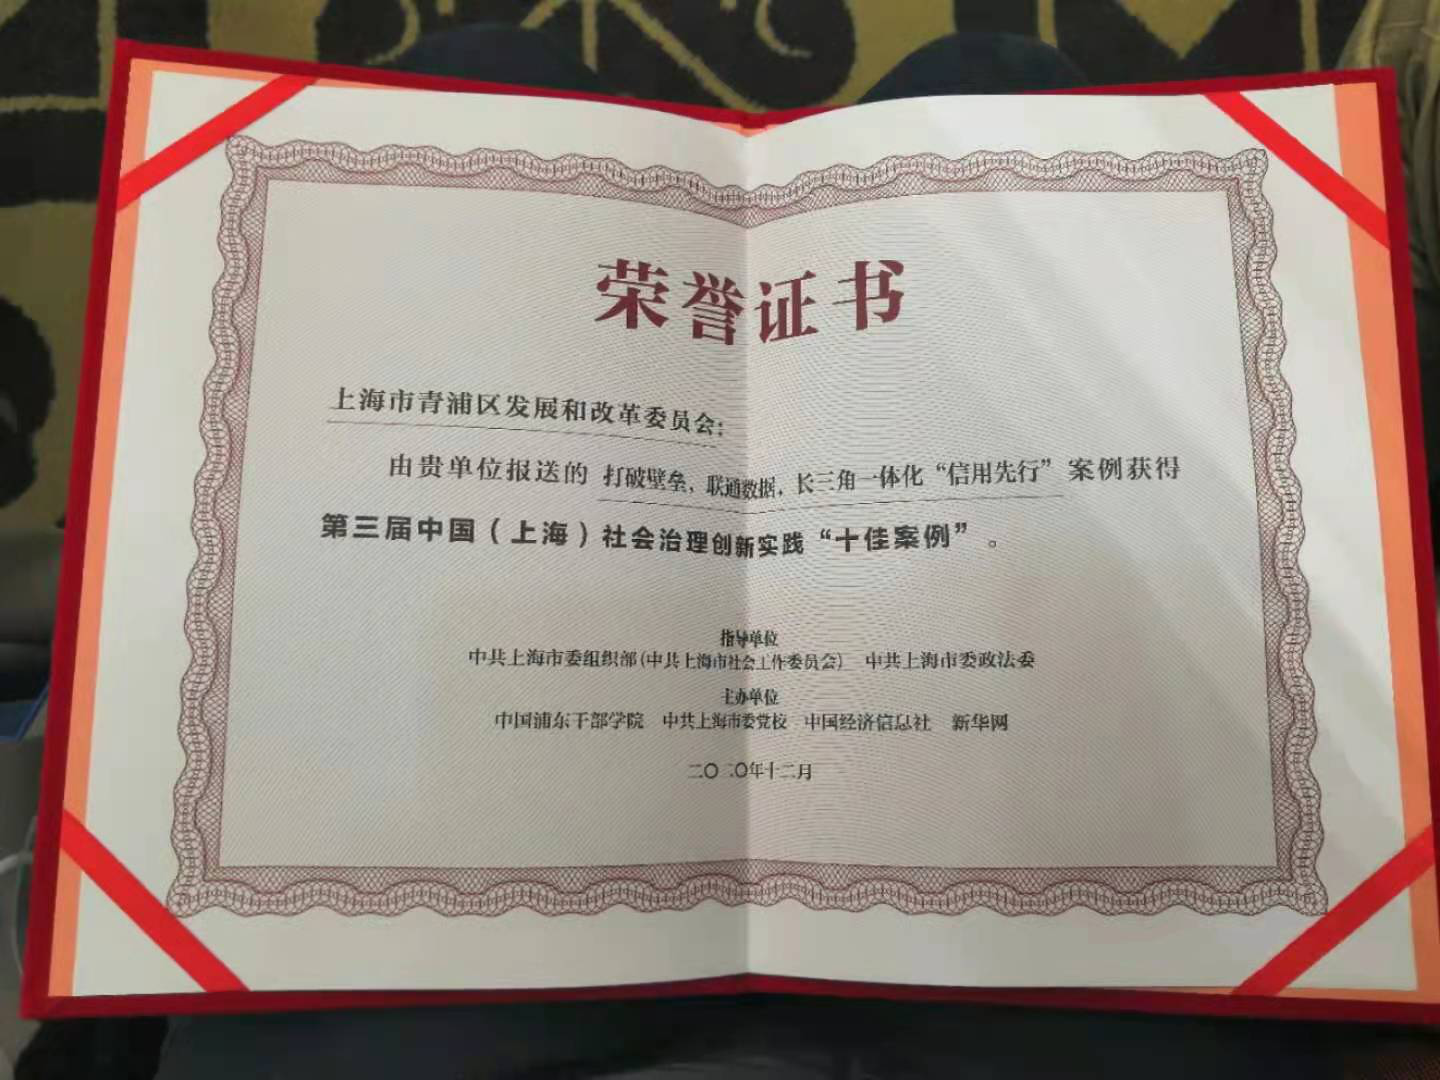 荣誉证书
上海市青浦区发展和改革委员会:
由贵单位报送的 打破壁垒，联通数据，长三角一体化“信用先行” 案例获得
第三届中国（上海）社会治理创新实践“十佳案例”。
指导单位
中共上海市委组织部(中共上海市社会工作委员会) 中共上海市委政法委
主办单位
中国浦东干部学院 中共上海市委党校 中国经济信息社 新华网
二〇二〇年十二月